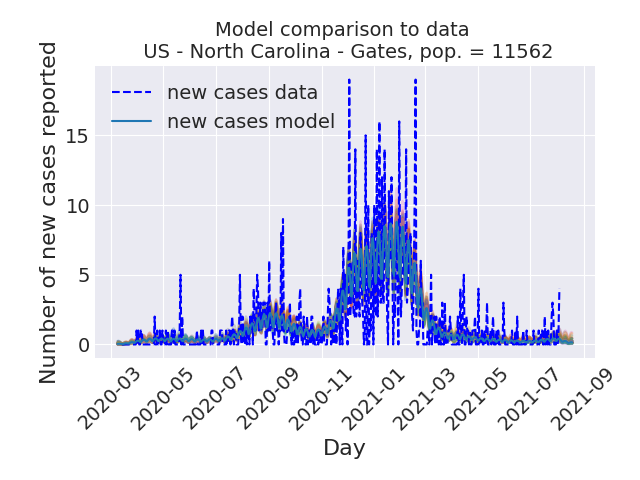 Model comparison to data
US - North Carolina - Gates, pop. = 11562
Number of new cases reported
new cases data
new cases model
15
10
5
0
2020-03
2020-05
2020-07
2020-09
2020-11
2021-01
2021-03
2021-05
2021-07
2021-09
Day